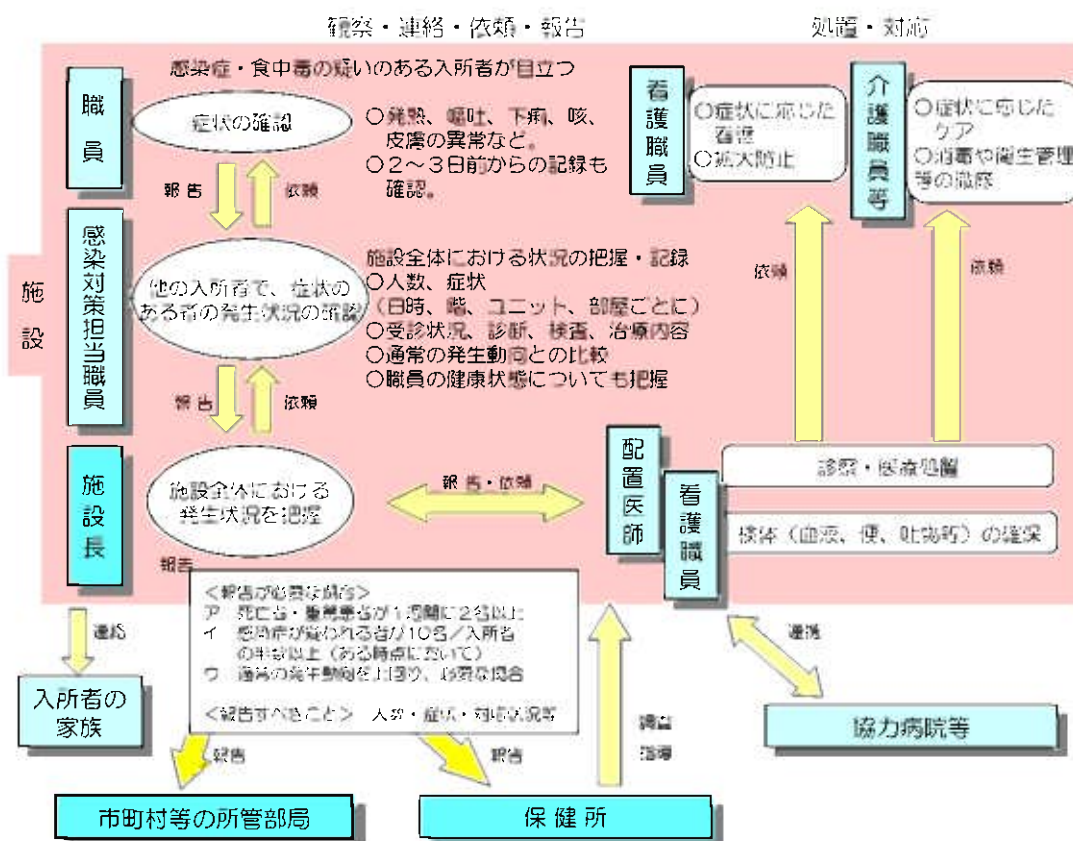 観察・連絡・依頼・報告
処置・対応
感染症・食中毒の疑いのある入所者が目立つ
職員
症状の確認
○発熱、嘔吐、下痢、咳、
皮膚の異常など。
○2〜3日前からの記録も
確認。
看護職員
○症状に応じた
看護
○拡大防止
介護職員等
○症状に応じた
ケア
○消毒や衛生管理
等の徹底
報告
依頼
施設
感染対策担当職員
他の入所者で、症状の
ある者の発生状況の確認
施設全体における状況の把握・記録
○人数、症状
(日時、階、ユニット、部屋ごとに)
○受診状況、診断、検査、治療内容
○通常の発生動向との比較
○職員の健康状態についても把握
依頼
依頼
報告
依頼
施設長
施設全体における
発生状況を把握
報告・依頼
配置医師
看護職員
診察・医療処置
検体(血液、便、吐物等)の確保
報告
<報告が必要な場合>
ア 死亡者・重篤患者が1週間に2名以上
イ 感染症が疑われる者が10名/入所者
の半数以上(ある時点において)
ウ 通常の発生動向を上回り、必要な場合
<報告すべきこと> 人数・症状・対応状況等
連絡
入所者の
家族
報告
報告
調査
指導
連携
協力病院等
市町村等の所管部局
保健所